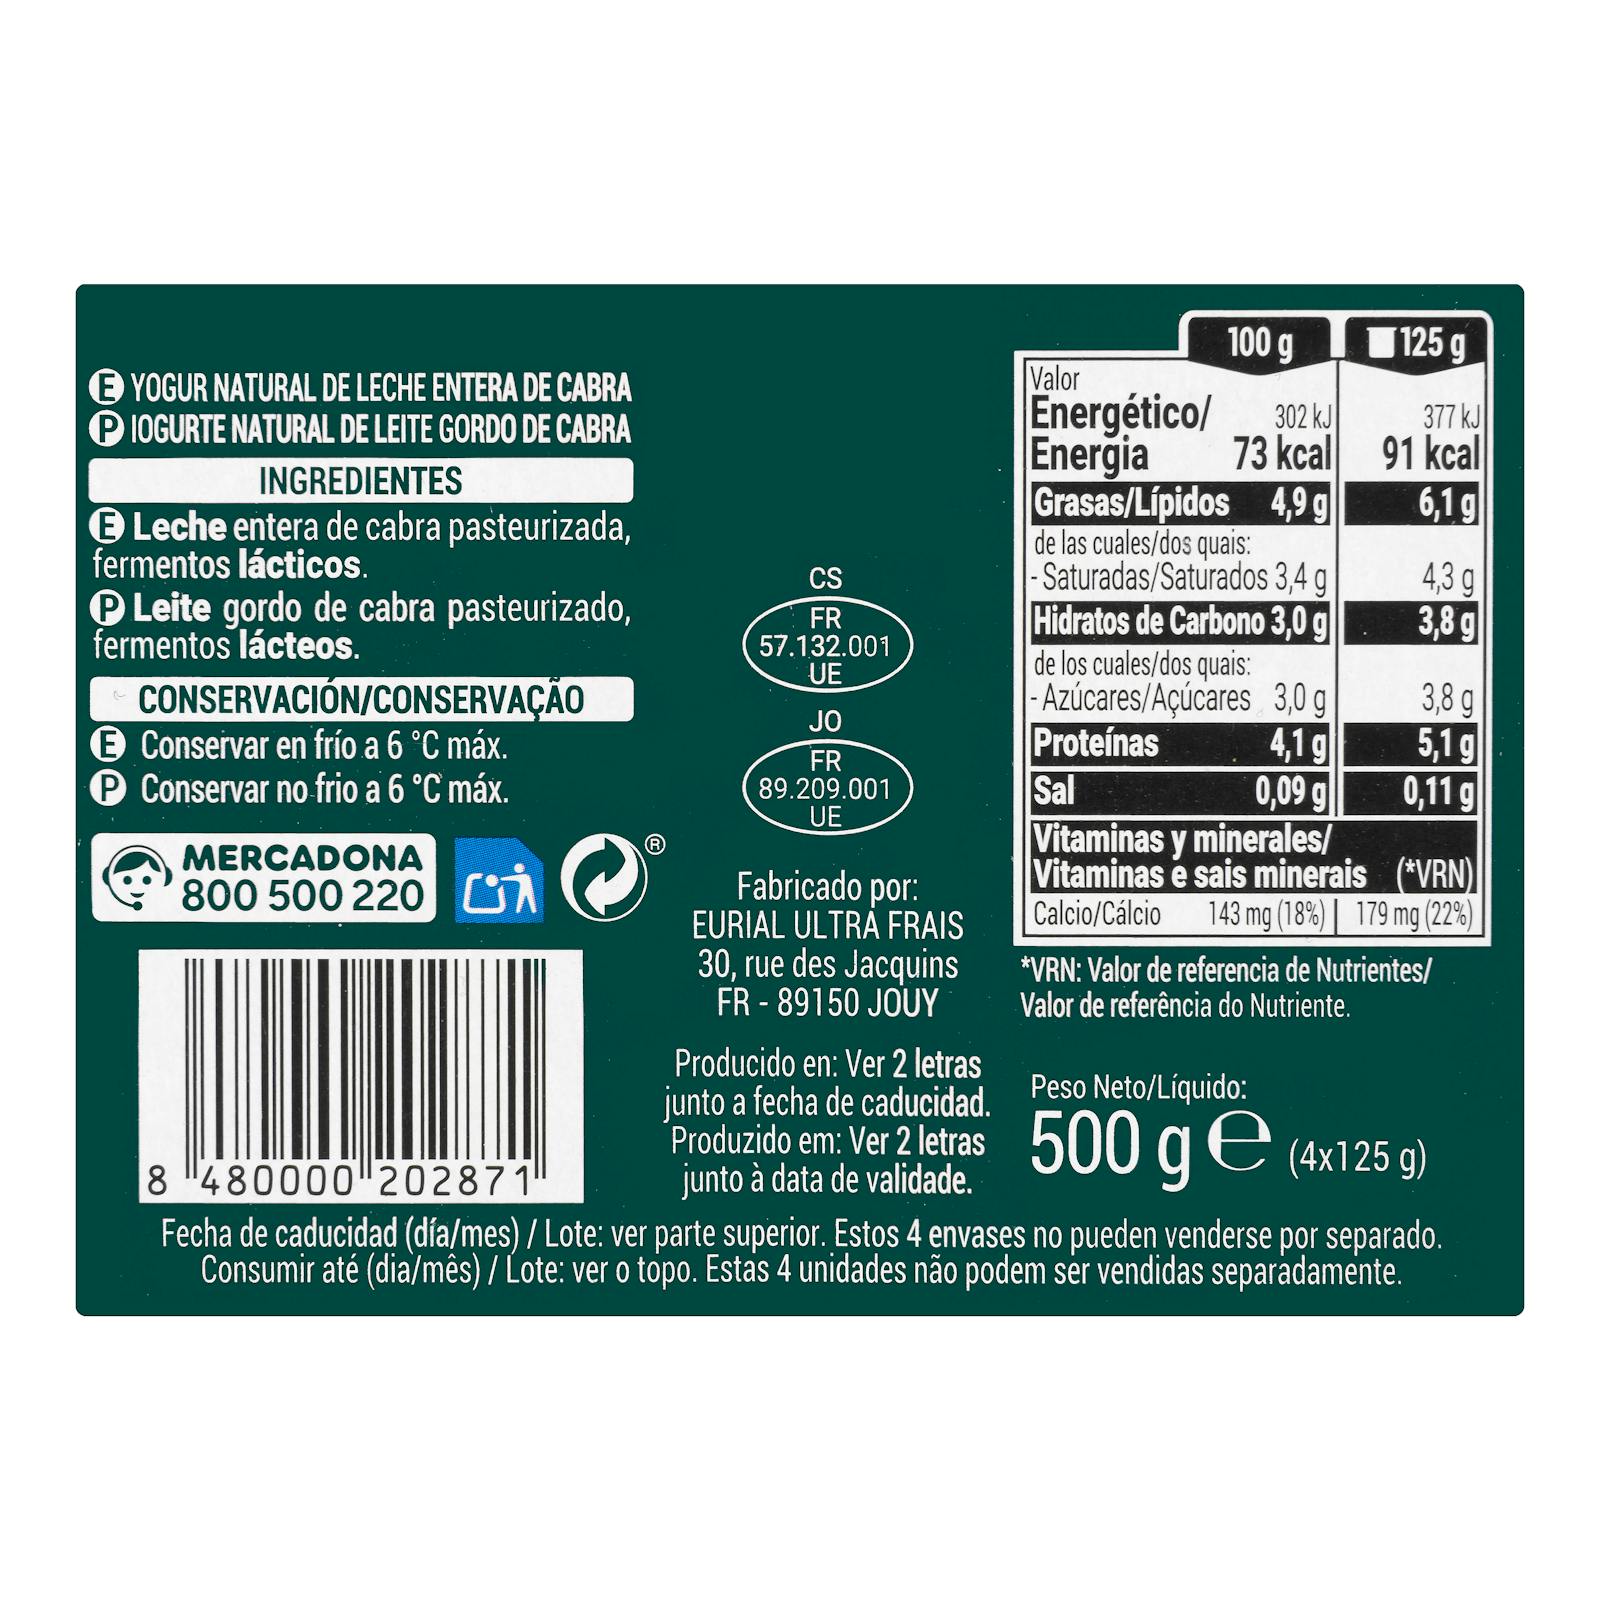 E YOGUR NATURAL DE LECHE ENTERA DE CABRA
P IOGURTE NATURAL DE LEITE GORDO DE CABRA
INGREDIENTES
E Leche entera de cabra pasteurizada,
fermentos lácticos.
P Leite gordo de cabra pasteurizado,
fermentos lácteos.
CONSERVACIÓN/CONSERVAÇÃO
E Conservar en frío a 6 °C máx.
P Conservar no frio a 6 °C máx.
MERCADONA
800 500 220
®
8 480000 202871
CS
FR
57.132.001
UE
JO
FR
89.209.001
UE
Fabricado por:
EURIAL ULTRA FRAIS
30, rue des Jacquins
FR - 89150 JOUY
Producido en: Ver 2 letras
junto a fecha de caducidad.
Produzido em: Ver 2 letras
junto à data de validade.
100 g 125 g
Valor
Energético/ 302 kJ 377 kJ
Energia 73 kcal 91 kcal
Grasas/Lípidos 4,9 g 6,1 g
de las cuales/dos quais:
- Saturadas/Saturados 3,4 g 4,3 g
Hidratos de Carbono 3,0 g 3,8 g
de los cuales/dos quais:
- Azúcares/Açúcares 3,0 g 3,8 g
Proteínas 4,1 g 5,1 g
Sal 0,09 g 0,11 g
Vitaminas y minerales/
Vitaminas e sais minerais (*VRN)
Calcio/Cálcio 143 mg (18%) 179 mg (22%)
*VRN: Valor de referencia de Nutrientes/
Valor de referência do Nutriente.
Peso Neto/Líquido:
500 g e (4x125 g)
Fecha de caducidad (día/mes) / Lote: ver parte superior. Estos 4 envases no pueden venderse por separado.
Consumir até (dia/mês) / Lote: ver o topo. Estas 4 unidades não podem ser vendidas separadamente.